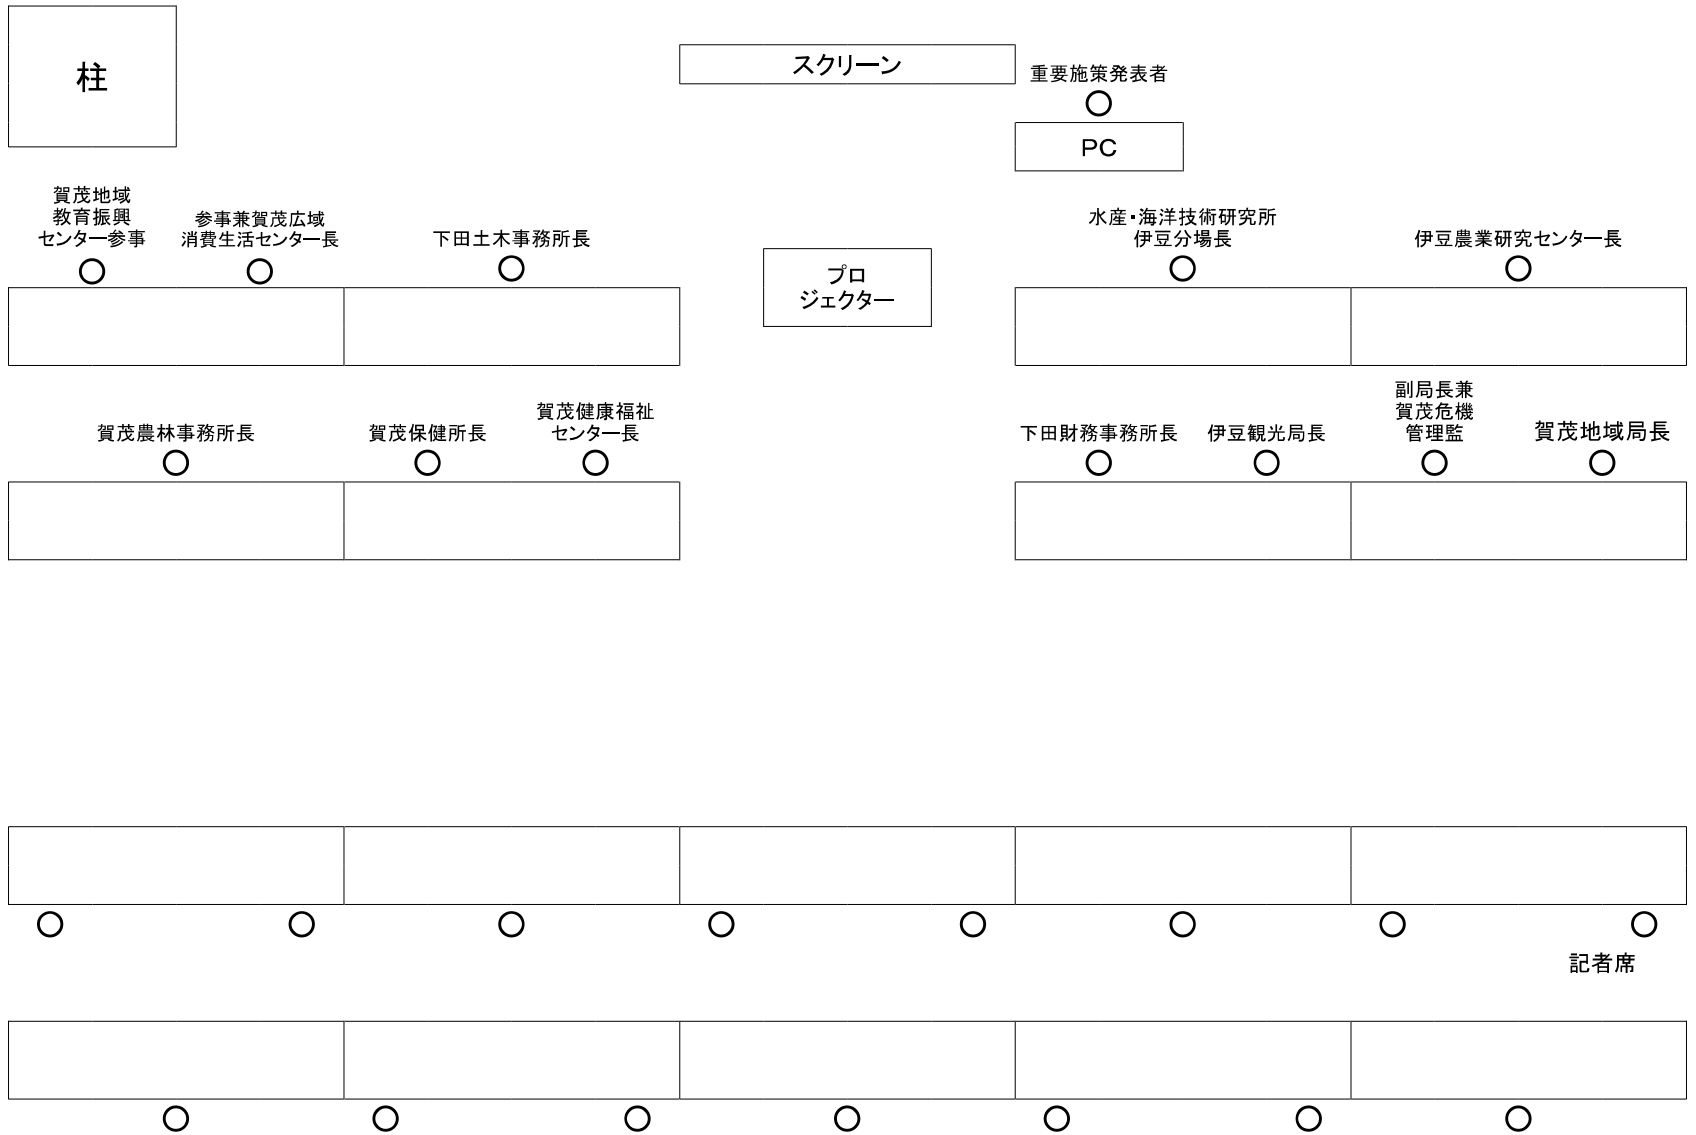 柱
スクリーン
重要施策発表者
PC
賀茂地域
教育振興
センター参事
参事兼賀茂広域
消費生活センター長
下田土木事務所長
プロ
ジェクター
水産・海洋技術研究所
伊豆分場長
伊豆農業研究センター長
賀茂農林事務所長
賀茂保健所長
賀茂健康福祉
センター長
下田財務事務所長
伊豆観光局長
副局長兼
賀茂危機
管理監
賀茂地域局長
記者席